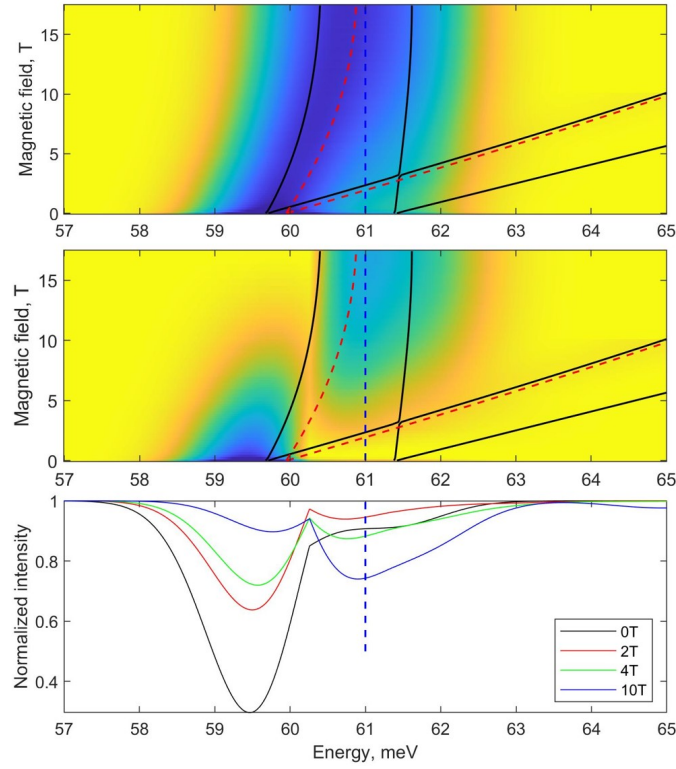 15
10
5
0
Magnetic field, T
57 58 59 60 61 62 63 64 65
15
10
5
0
Magnetic field, T
57 58 59 60 61 62 63 64 65
1
0.8
0.6
0.4
Normalized intensity
0T
2T
4T
10T
57 58 59 60 61 62 63 64 65
Energy, meV